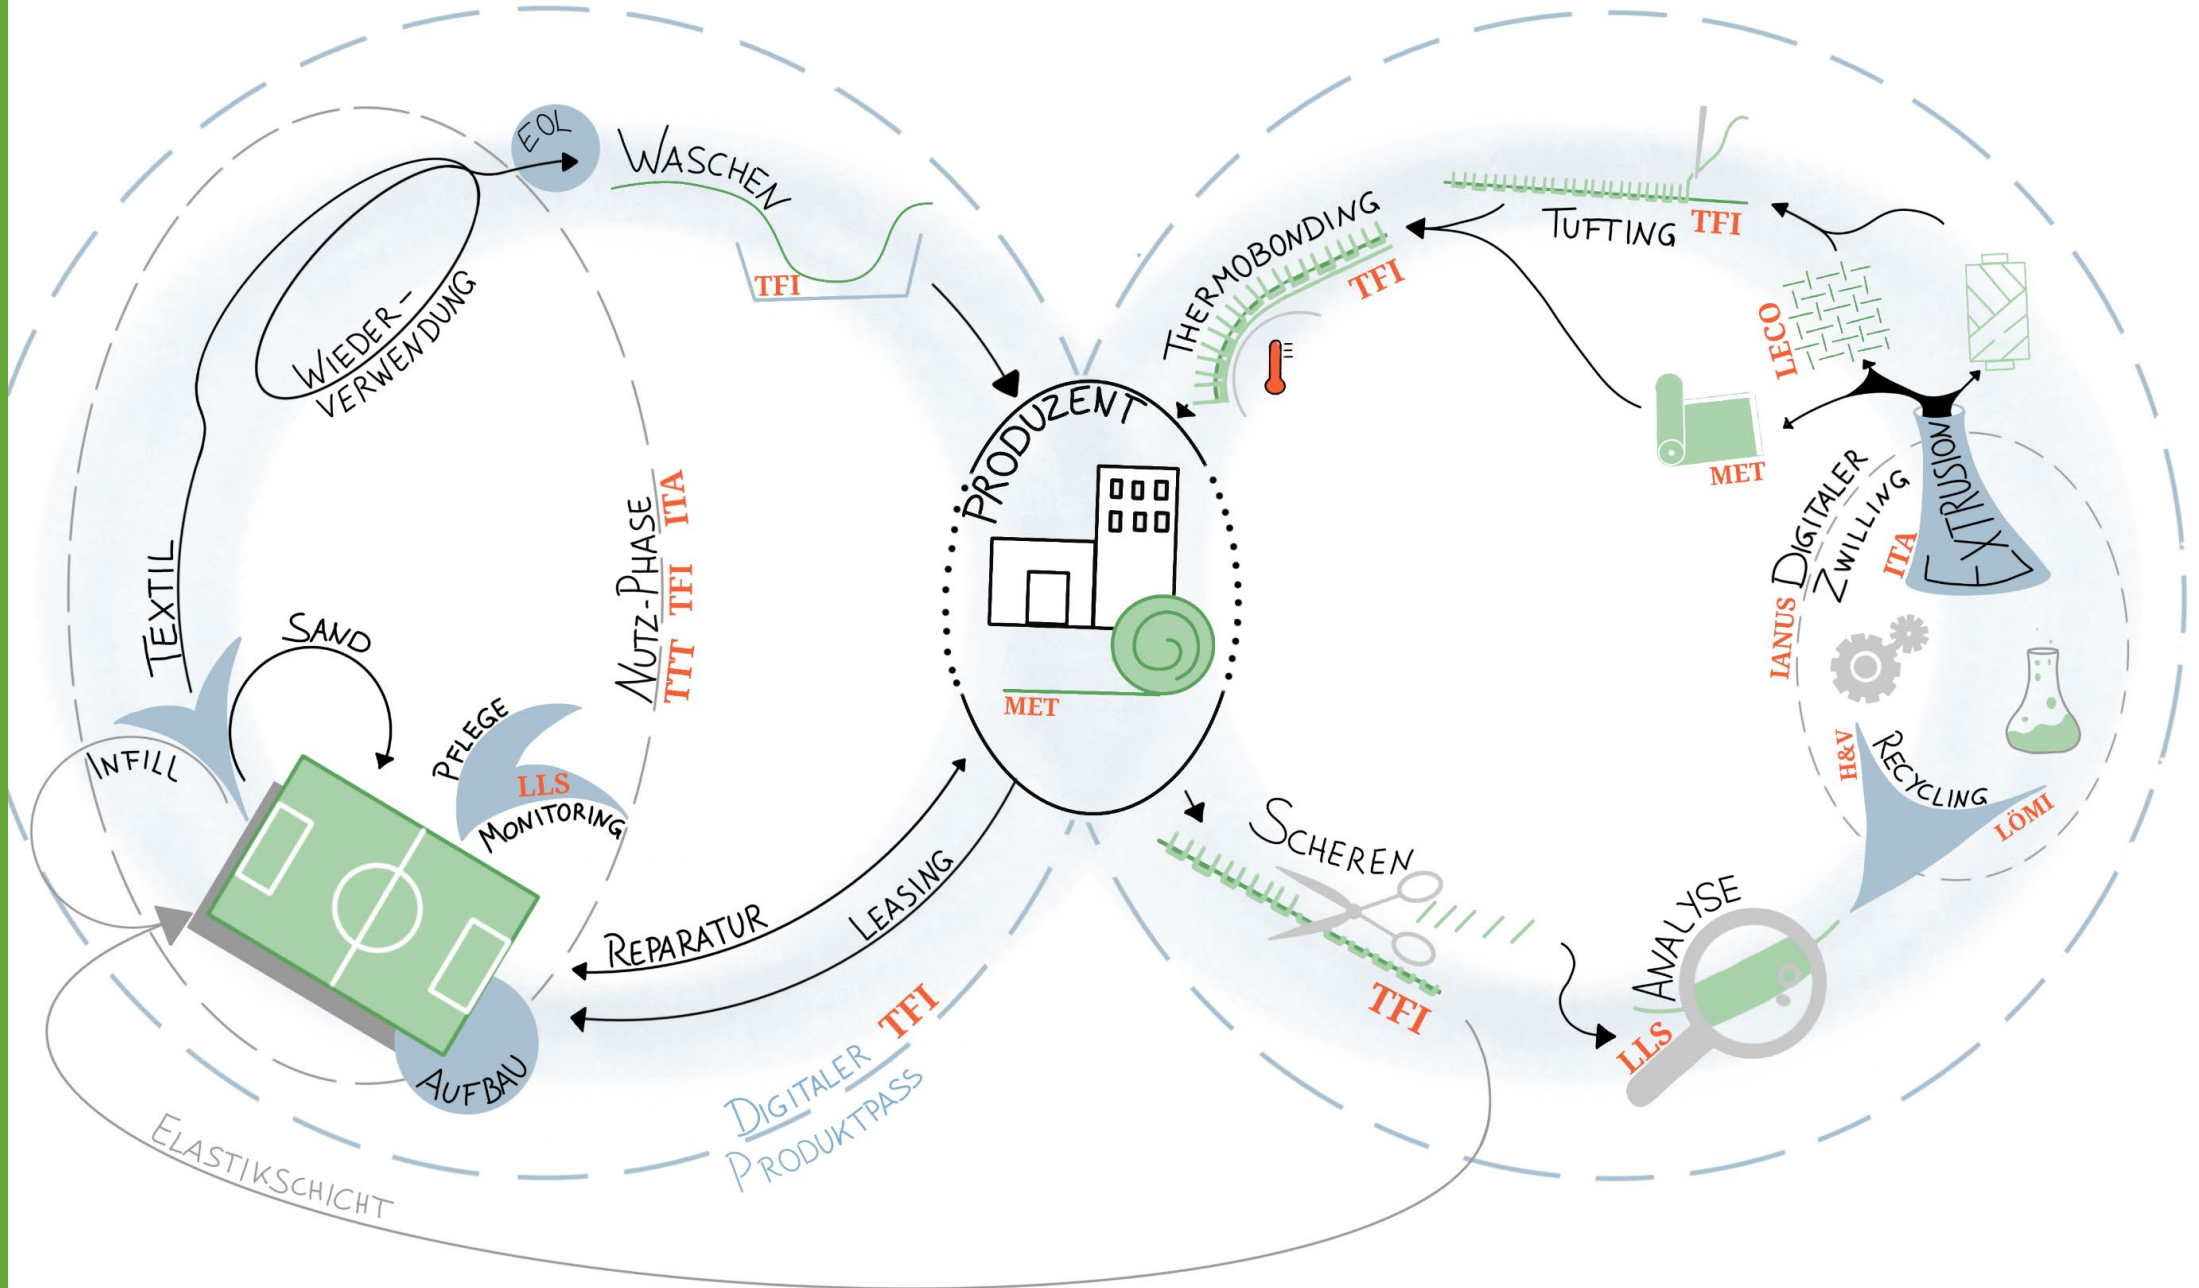 EOL
WASCHEN
TFI
WIEDER-
VERWENDUNG
TEXTIL
SAND
INFILL
PFLEGE
LLS
MONITORING
NUTZ-PHASE
TTT TFI ITA
AUFBAU
REPARATUR
LEASING
ELASTIKSCHICHT
DIGITALER TFI
PRODUKTPASS
PRODUZENT
MET
THERMOBONDING
TFI
TUFTING TFI
LECO
MET
XTRUSION
ITA
DIGITALER
ZWILLING
IANUS
H&V
RECYCLING
LÖMI
ANALYSE
LLS
SCHEREN
TFI